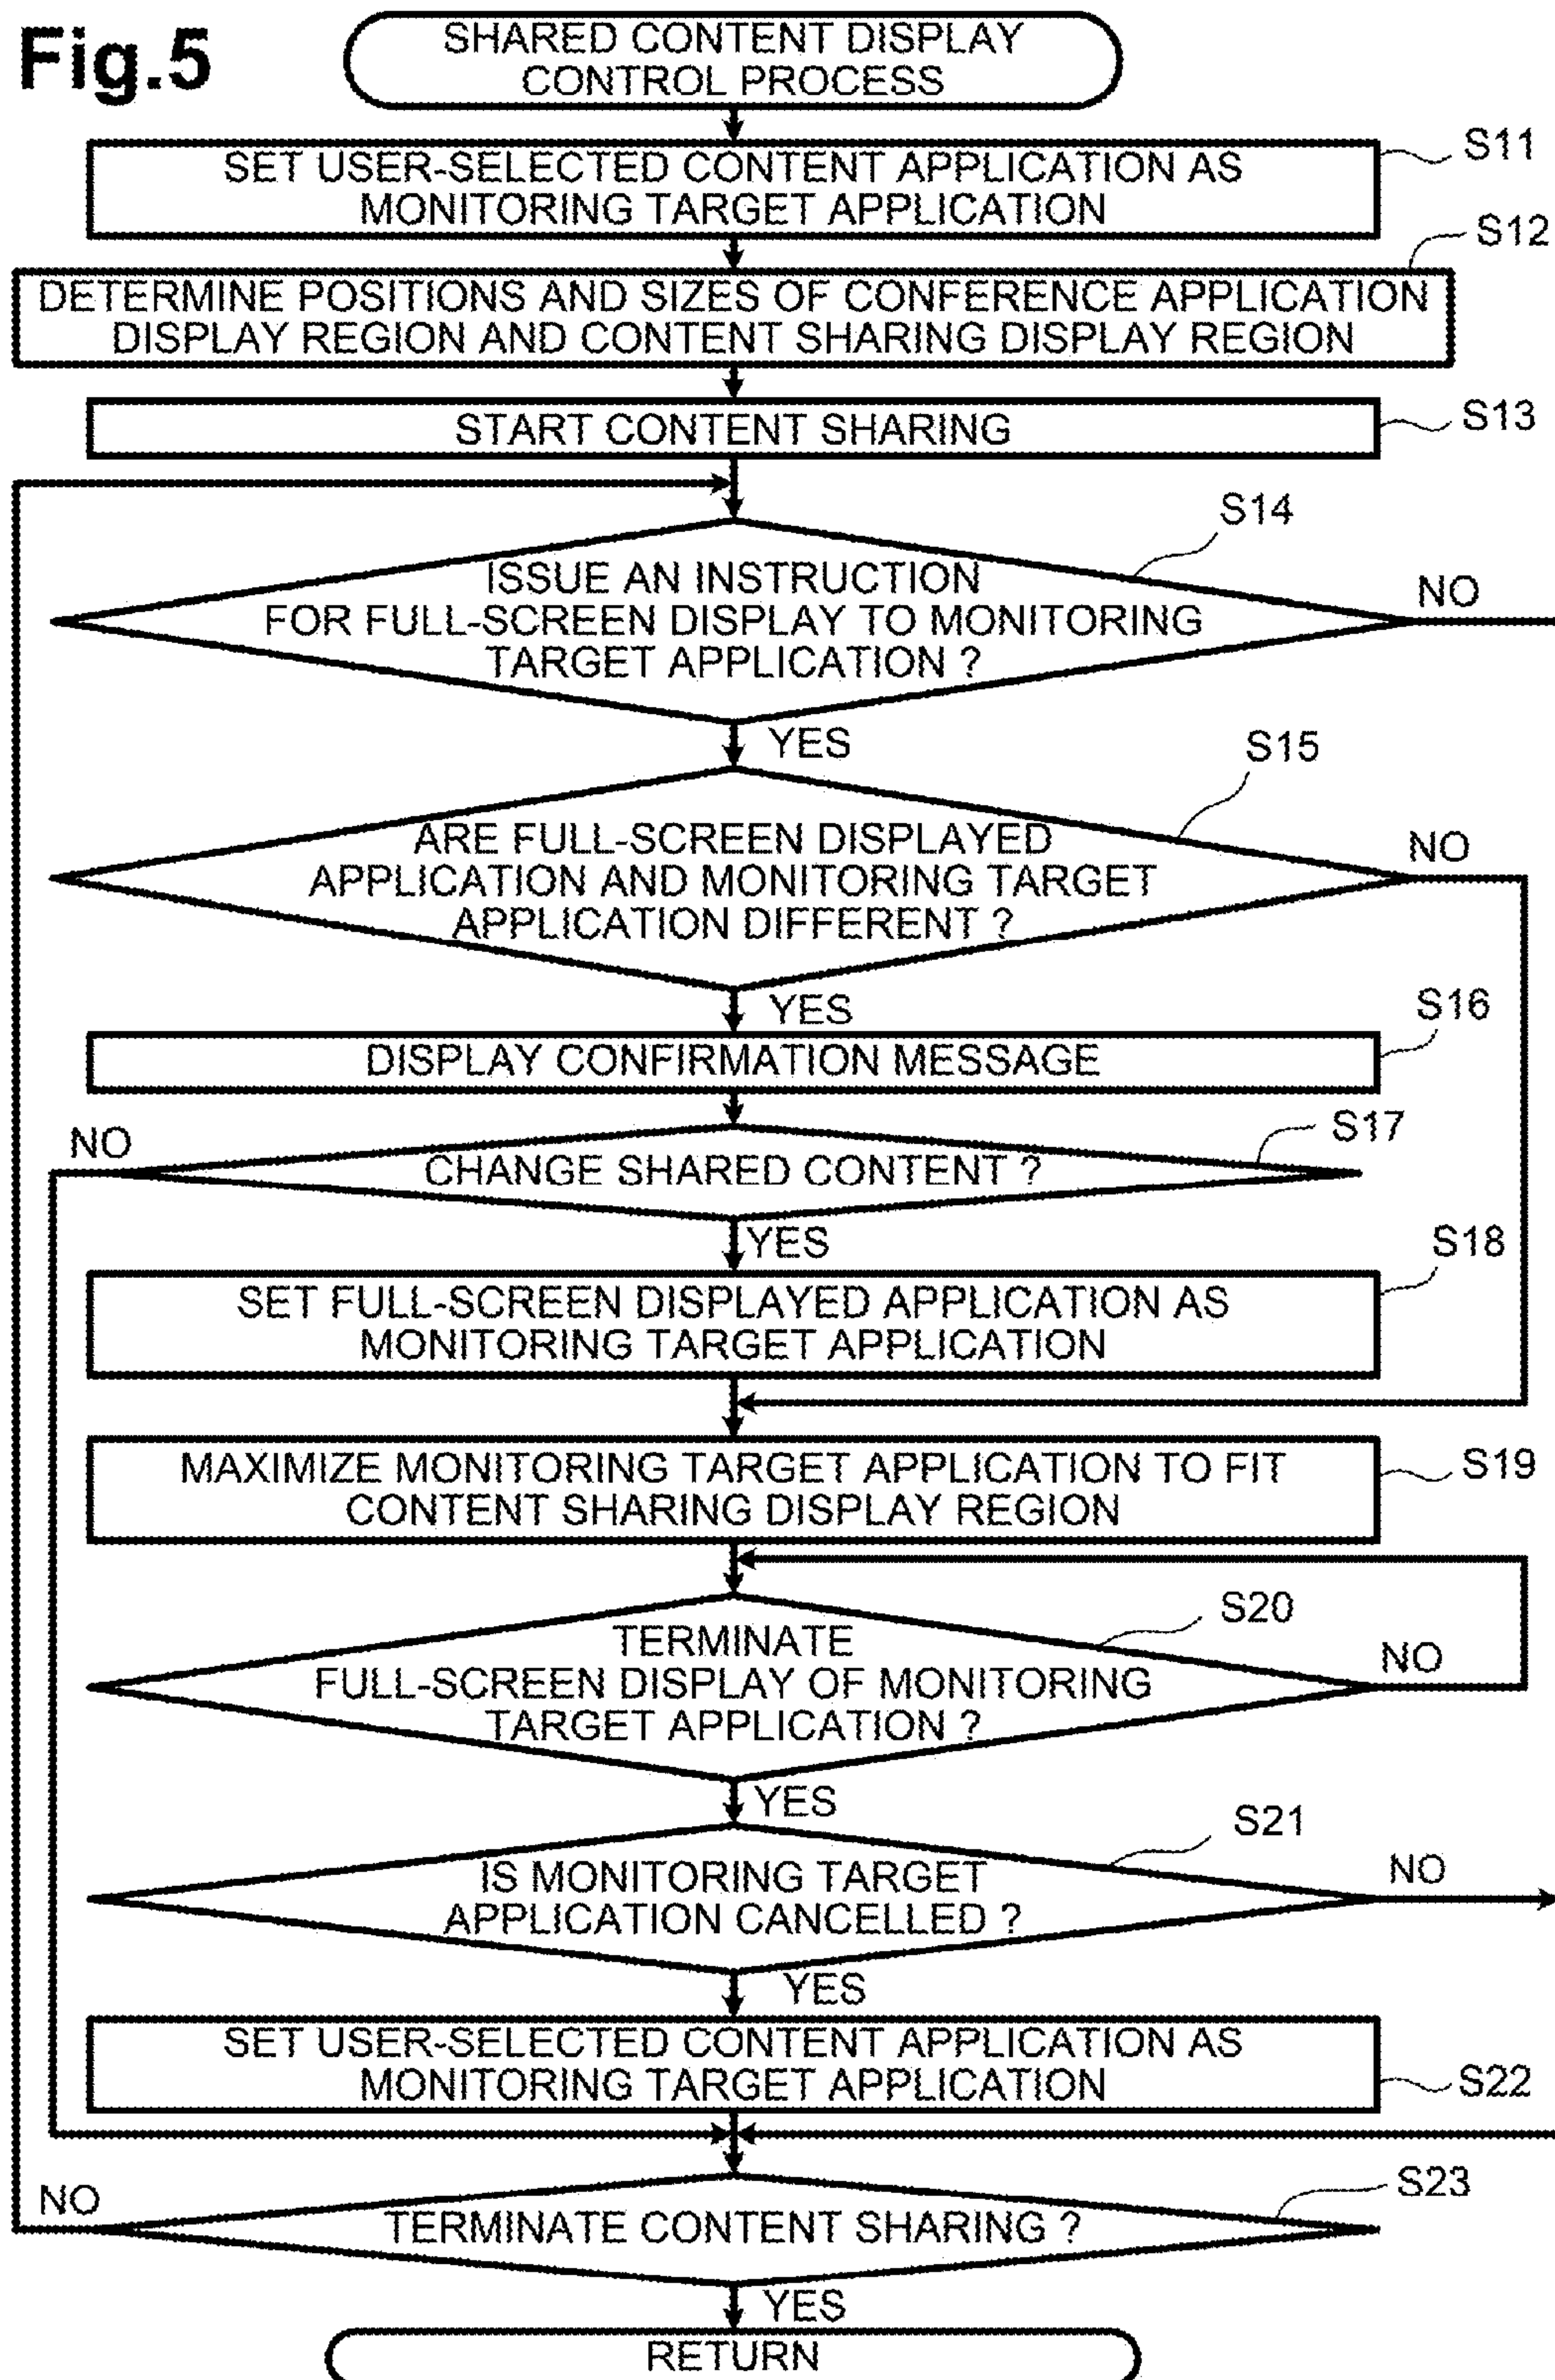 Fig.5
SHARED CONTENT DISPLAY
CONTROL PROCESS
S11
SET USER-SELECTED CONTENT APPLICATION AS
MONITORING TARGET APPLICATION
S12
DETERMINE POSITIONS AND SIZES OF CONFERENCE APPLICATION
DISPLAY REGION AND CONTENT SHARING DISPLAY REGION
START CONTENT SHARING
S13
S14
ISSUE AN INSTRUCTION
FOR FULL-SCREEN DISPLAY TO MONITORING
TARGET APPLICATION ?
NO
YES
S15
ARE FULL-SCREEN DISPLAYED
APPLICATION AND MONITORING TARGET
APPLICATION DIFFERENT ?
NO
YES
S16
DISPLAY CONFIRMATION MESSAGE
S17
NO
CHANGE SHARED CONTENT ?
YES
S18
SET FULL-SCREEN DISPLAYED APPLICATION AS
MONITORING TARGET APPLICATION
MAXIMIZE MONITORING TARGET APPLICATION TO FIT
CONTENT SHARING DISPLAY REGION
S19
S20
TERMINATE
FULL-SCREEN DISPLAY OF MONITORING
TARGET APPLICATION ?
NO
YES
S21
IS MONITORING TARGET
APPLICATION CANCELLED ?
NO
YES
SET USER-SELECTED CONTENT APPLICATION AS
MONITORING TARGET APPLICATION
S22
S23
NO
TERMINATE CONTENT SHARING ?
YES
RETURN